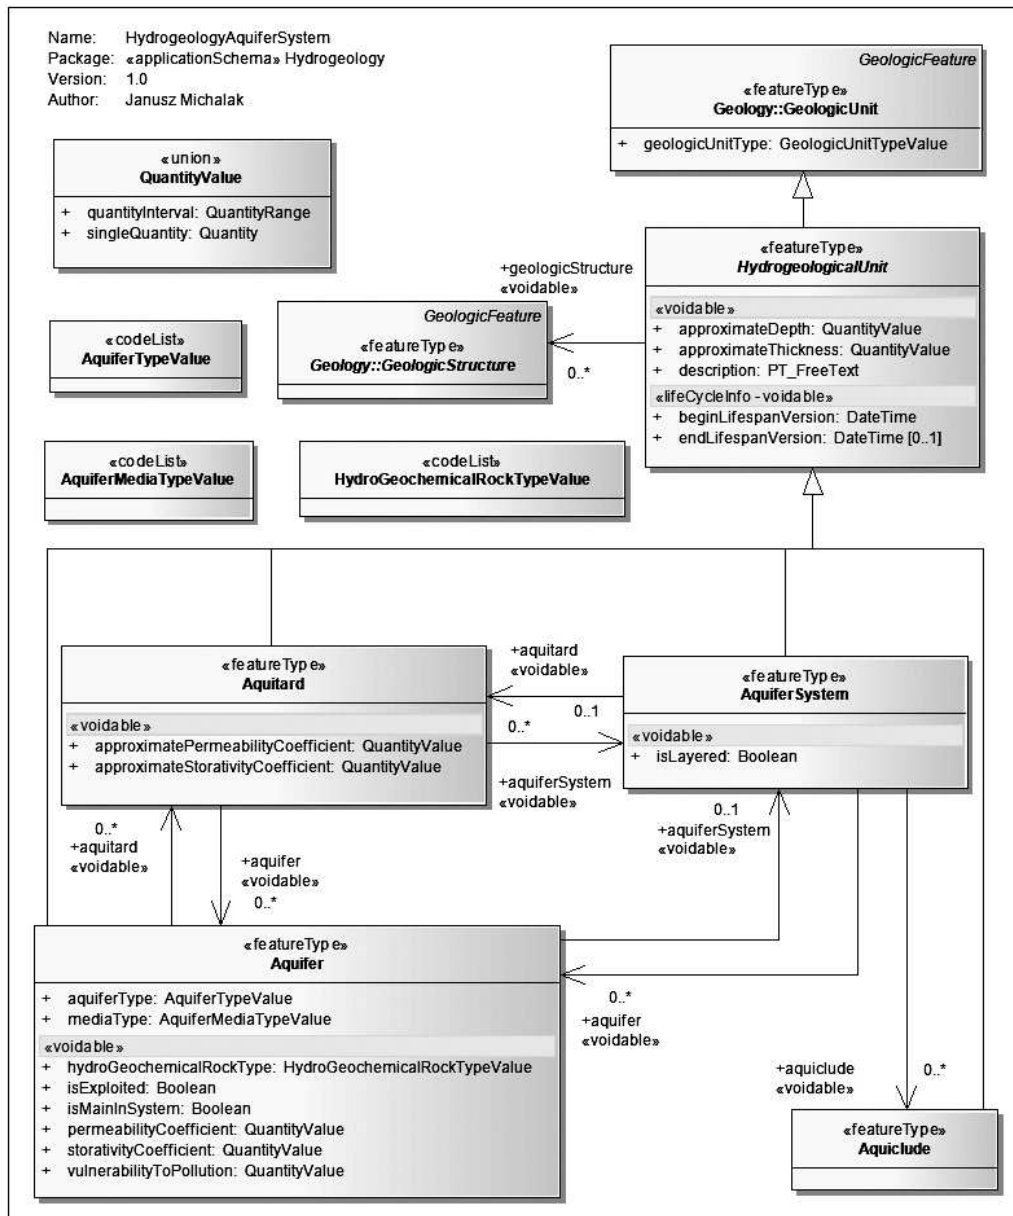 Name: HydrogeologyAquiferSystem
Package: «applicationSchema» Hydrogeology
Version: 1.0
Author: Janusz Michalak
GeologicFeature
«featureType»
Geology::GeologicUnit
+ geologicUnitType: GeologicUnitTypeValue
«union»
QuantityValue
+ quantityInterval: QuantityRange
+ singleQuantity: Quantity
«featureType»
HydrogeologicalUnit
«voidable»
+ approximateDepth: QuantityValue
+ approximateThickness: QuantityValue
+ description: PT_FreeText
«lifeCycleInfo - voidable»
+ beginLifespanVersion: DateTime
+ endLifespanVersion: DateTime [0..1]
+geologicStructure
«voidable»
0..*
GeologicFeature
«featureType»
Geology::GeologicStructure
«codeList»
AquiferTypeValue
«codeList»
AquiferMediaTypeValue
«codeList»
HydroGeochemicalRockTypeValue
«featureType»
Aquitard
«voidable»
+ approximatePermeabilityCoefficient: QuantityValue
+ approximateStorativityCoefficient: QuantityValue
+aquitard
«voidable»
0..1
0..*
+aquiferSystem
«voidable»
«featureType»
AquiferSystem
«voidable»
+ isLayered: Boolean
0..*
+aquitard
«voidable»
+aquifer
«voidable»
0..*
0..1
+aquiferSystem
«voidable»
«featureType»
Aquifer
+ aquiferType: AquiferTypeValue
+ mediaType: AquiferMediaTypeValue
«voidable»
+ hydroGeochemicalRockType: HydroGeochemicalRockTypeValue
+ isExploited: Boolean
+ isMainInSystem: Boolean
+ permeabilityCoefficient: QuantityValue
+ storativityCoefficient: QuantityValue
+ vulnerabilityToPollution: QuantityValue
0..*
+aquifer
«voidable»
+aquiclude
«voidable»
0..*
«featureType»
Aquiclude